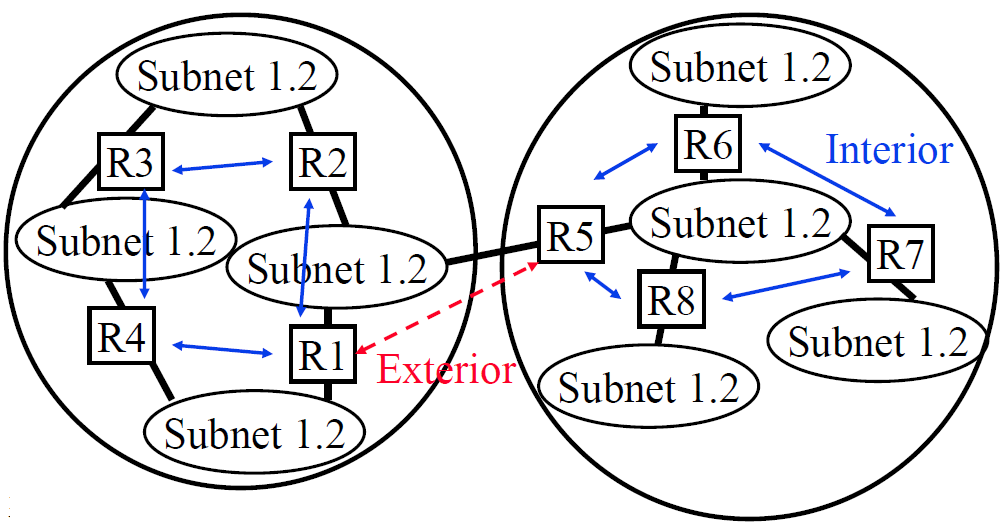 Subnet 1.2
R3
R2
Subnet 1.2
Subnet 1.2
R4
R1
Subnet 1.2
Exterior
Subnet 1.2
R6
Interior
Subnet 1.2
R5
R7
R8
Subnet 1.2
Subnet 1.2